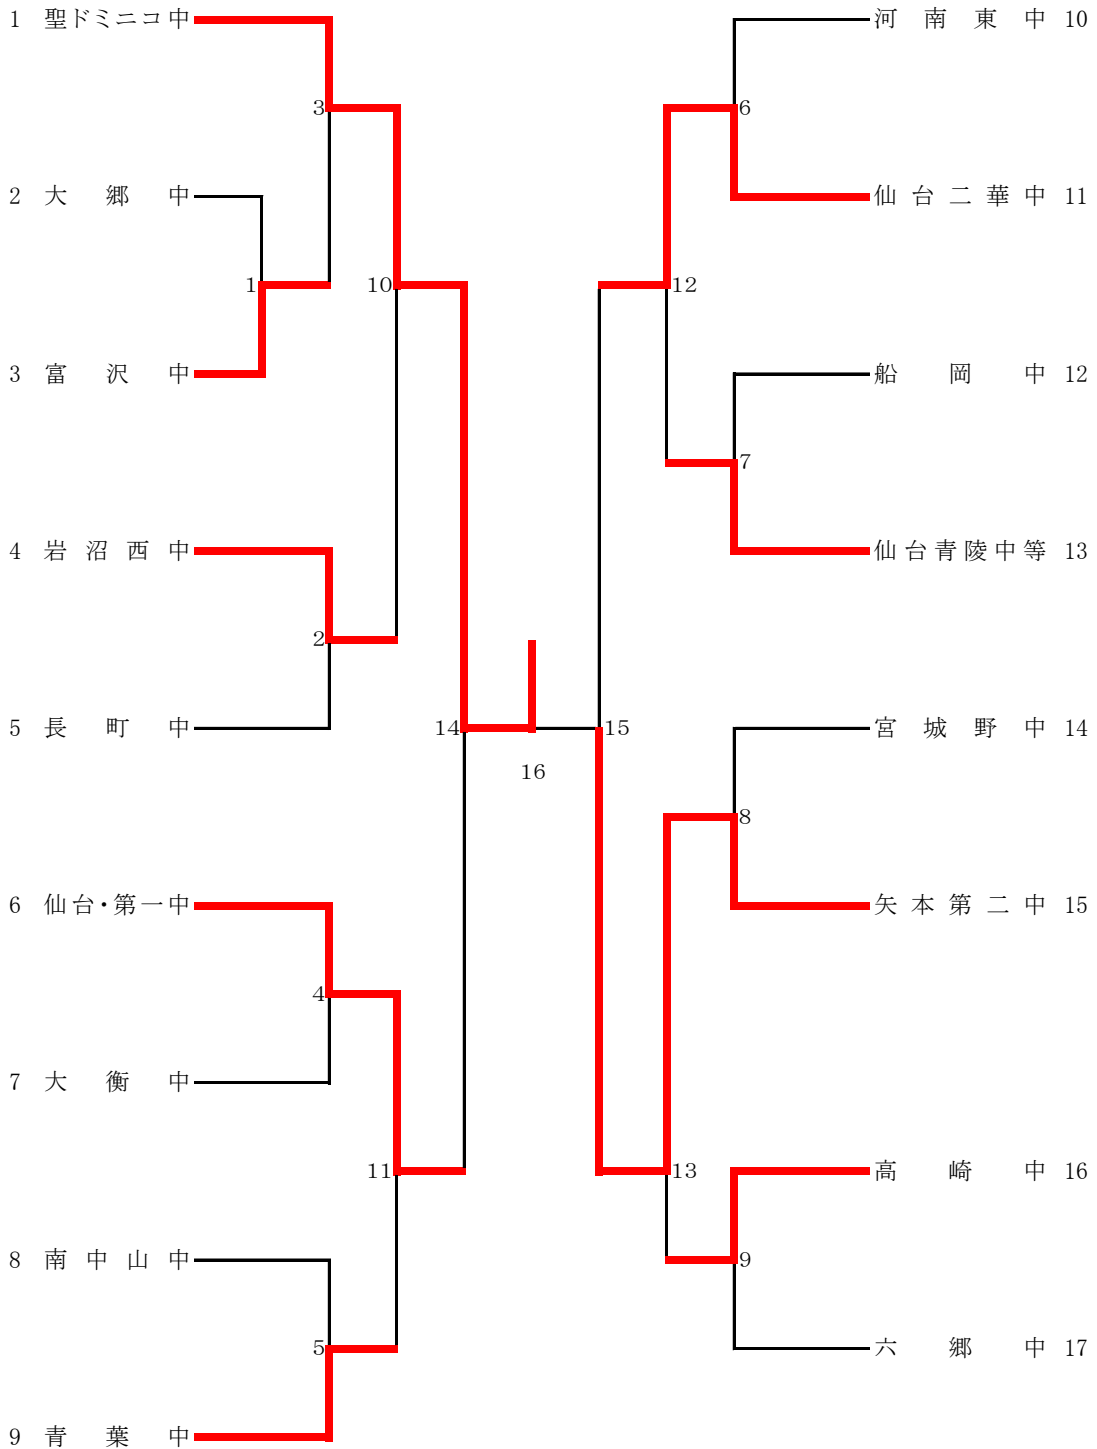 1 聖ドミニコ中
河南東中 10
3
6
2 大郷中
仙台二華中 11
1
10
12
3 富沢中
船岡中 12
7
4 岩沼西中
仙台青陵中等 13
2
5 長町中
14
15
宮城野中 14
16
8
6 仙台・第一中
矢本第二中 15
4
7 大衡中
11
13
高崎中 16
8 南中山中
9
5
六郷中 17
9 青葉中